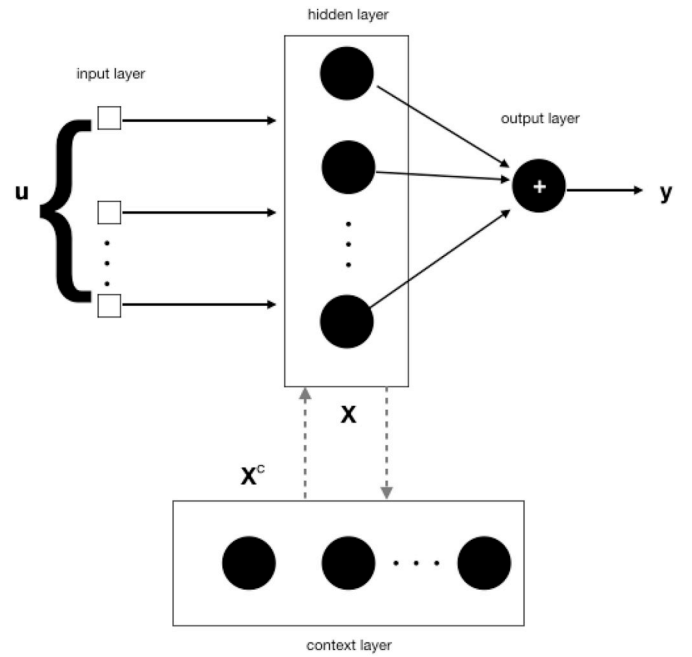 hidden layer
input layer
output layer
u
+
y
X
X^c
context layer